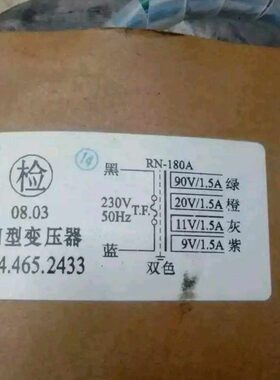 检
14
08.03
型变压器
4.465.2433
RN-180A
黑
230V
50Hz
T.F.
蓝
90V/1.5A 绿
20V/1.5A 橙
11V/1.5A 灰
9V/1.5A 紫
双色